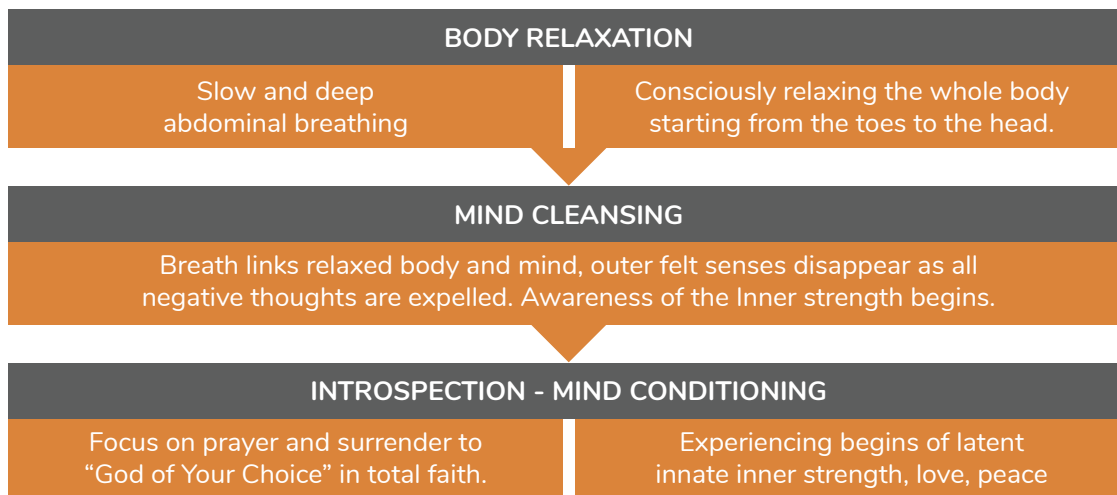 BODY RELAXATION
Slow and deep
abdominal breathing
Consciously relaxing the whole body
starting from the toes to the head.
MIND CLEANSING
Breath links relaxed body and mind, outer felt senses disappear as all
negative thoughts are expelled. Awareness of the Inner strength begins.
INTROSPECTION - MIND CONDITIONING
Focus on prayer and surrender to
“God of Your Choice” in total faith.
Experiencing begins of latent
innate inner strength, love, peace